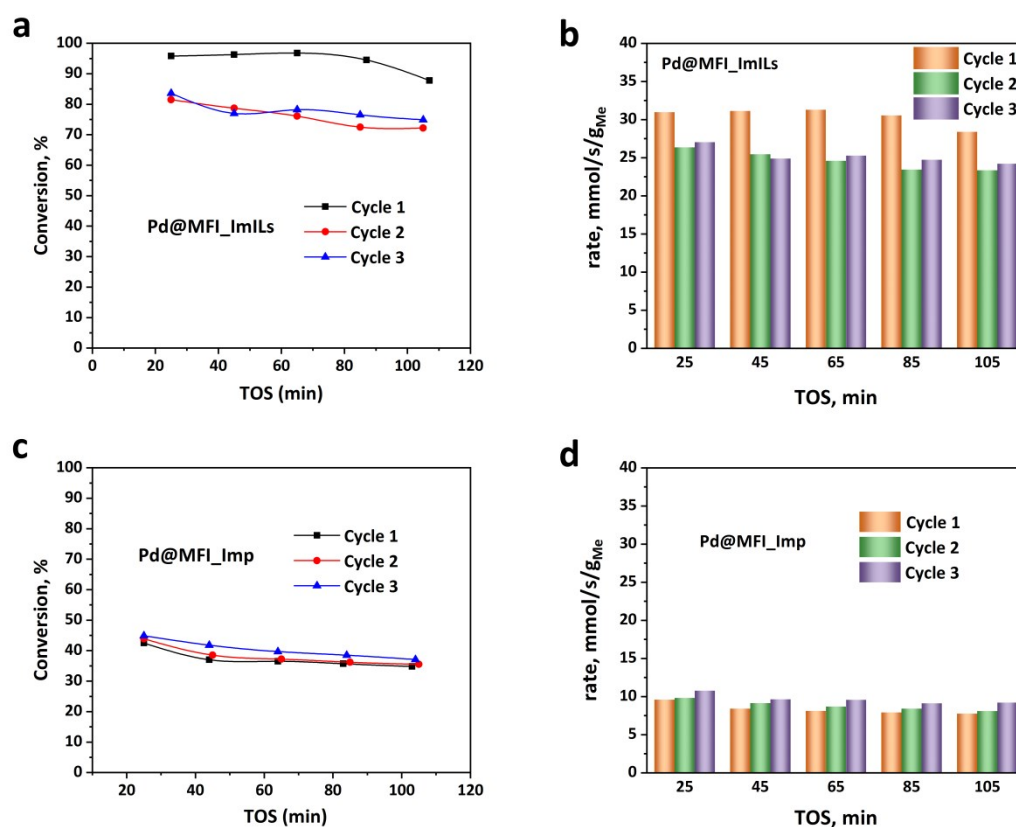 a
100
90
80
70
60
50
40
30
20
10
0
Conversion, %
Pd@MFI_ImILs
Cycle 1
Cycle 2
Cycle 3
0 20 40 60 80 100 120
TOS (min)
b
40
35
30
25
20
15
10
5
0
rate, mmol/s/gMe
Pd@MFI_ImILs
Cycle 1
Cycle 2
Cycle 3
25 45 65 85 105
TOS, min
c
100
90
80
70
60
50
40
30
20
10
0
Conversion, %
Pd@MFI_Imp
Cycle 1
Cycle 2
Cycle 3
20 40 60 80 100 120
TOS (min)
d
40
35
30
25
20
15
10
5
0
rate, mmol/s/gMe
Pd@MFI_Imp
Cycle 1
Cycle 2
Cycle 3
25 45 65 85 105
TOS, min